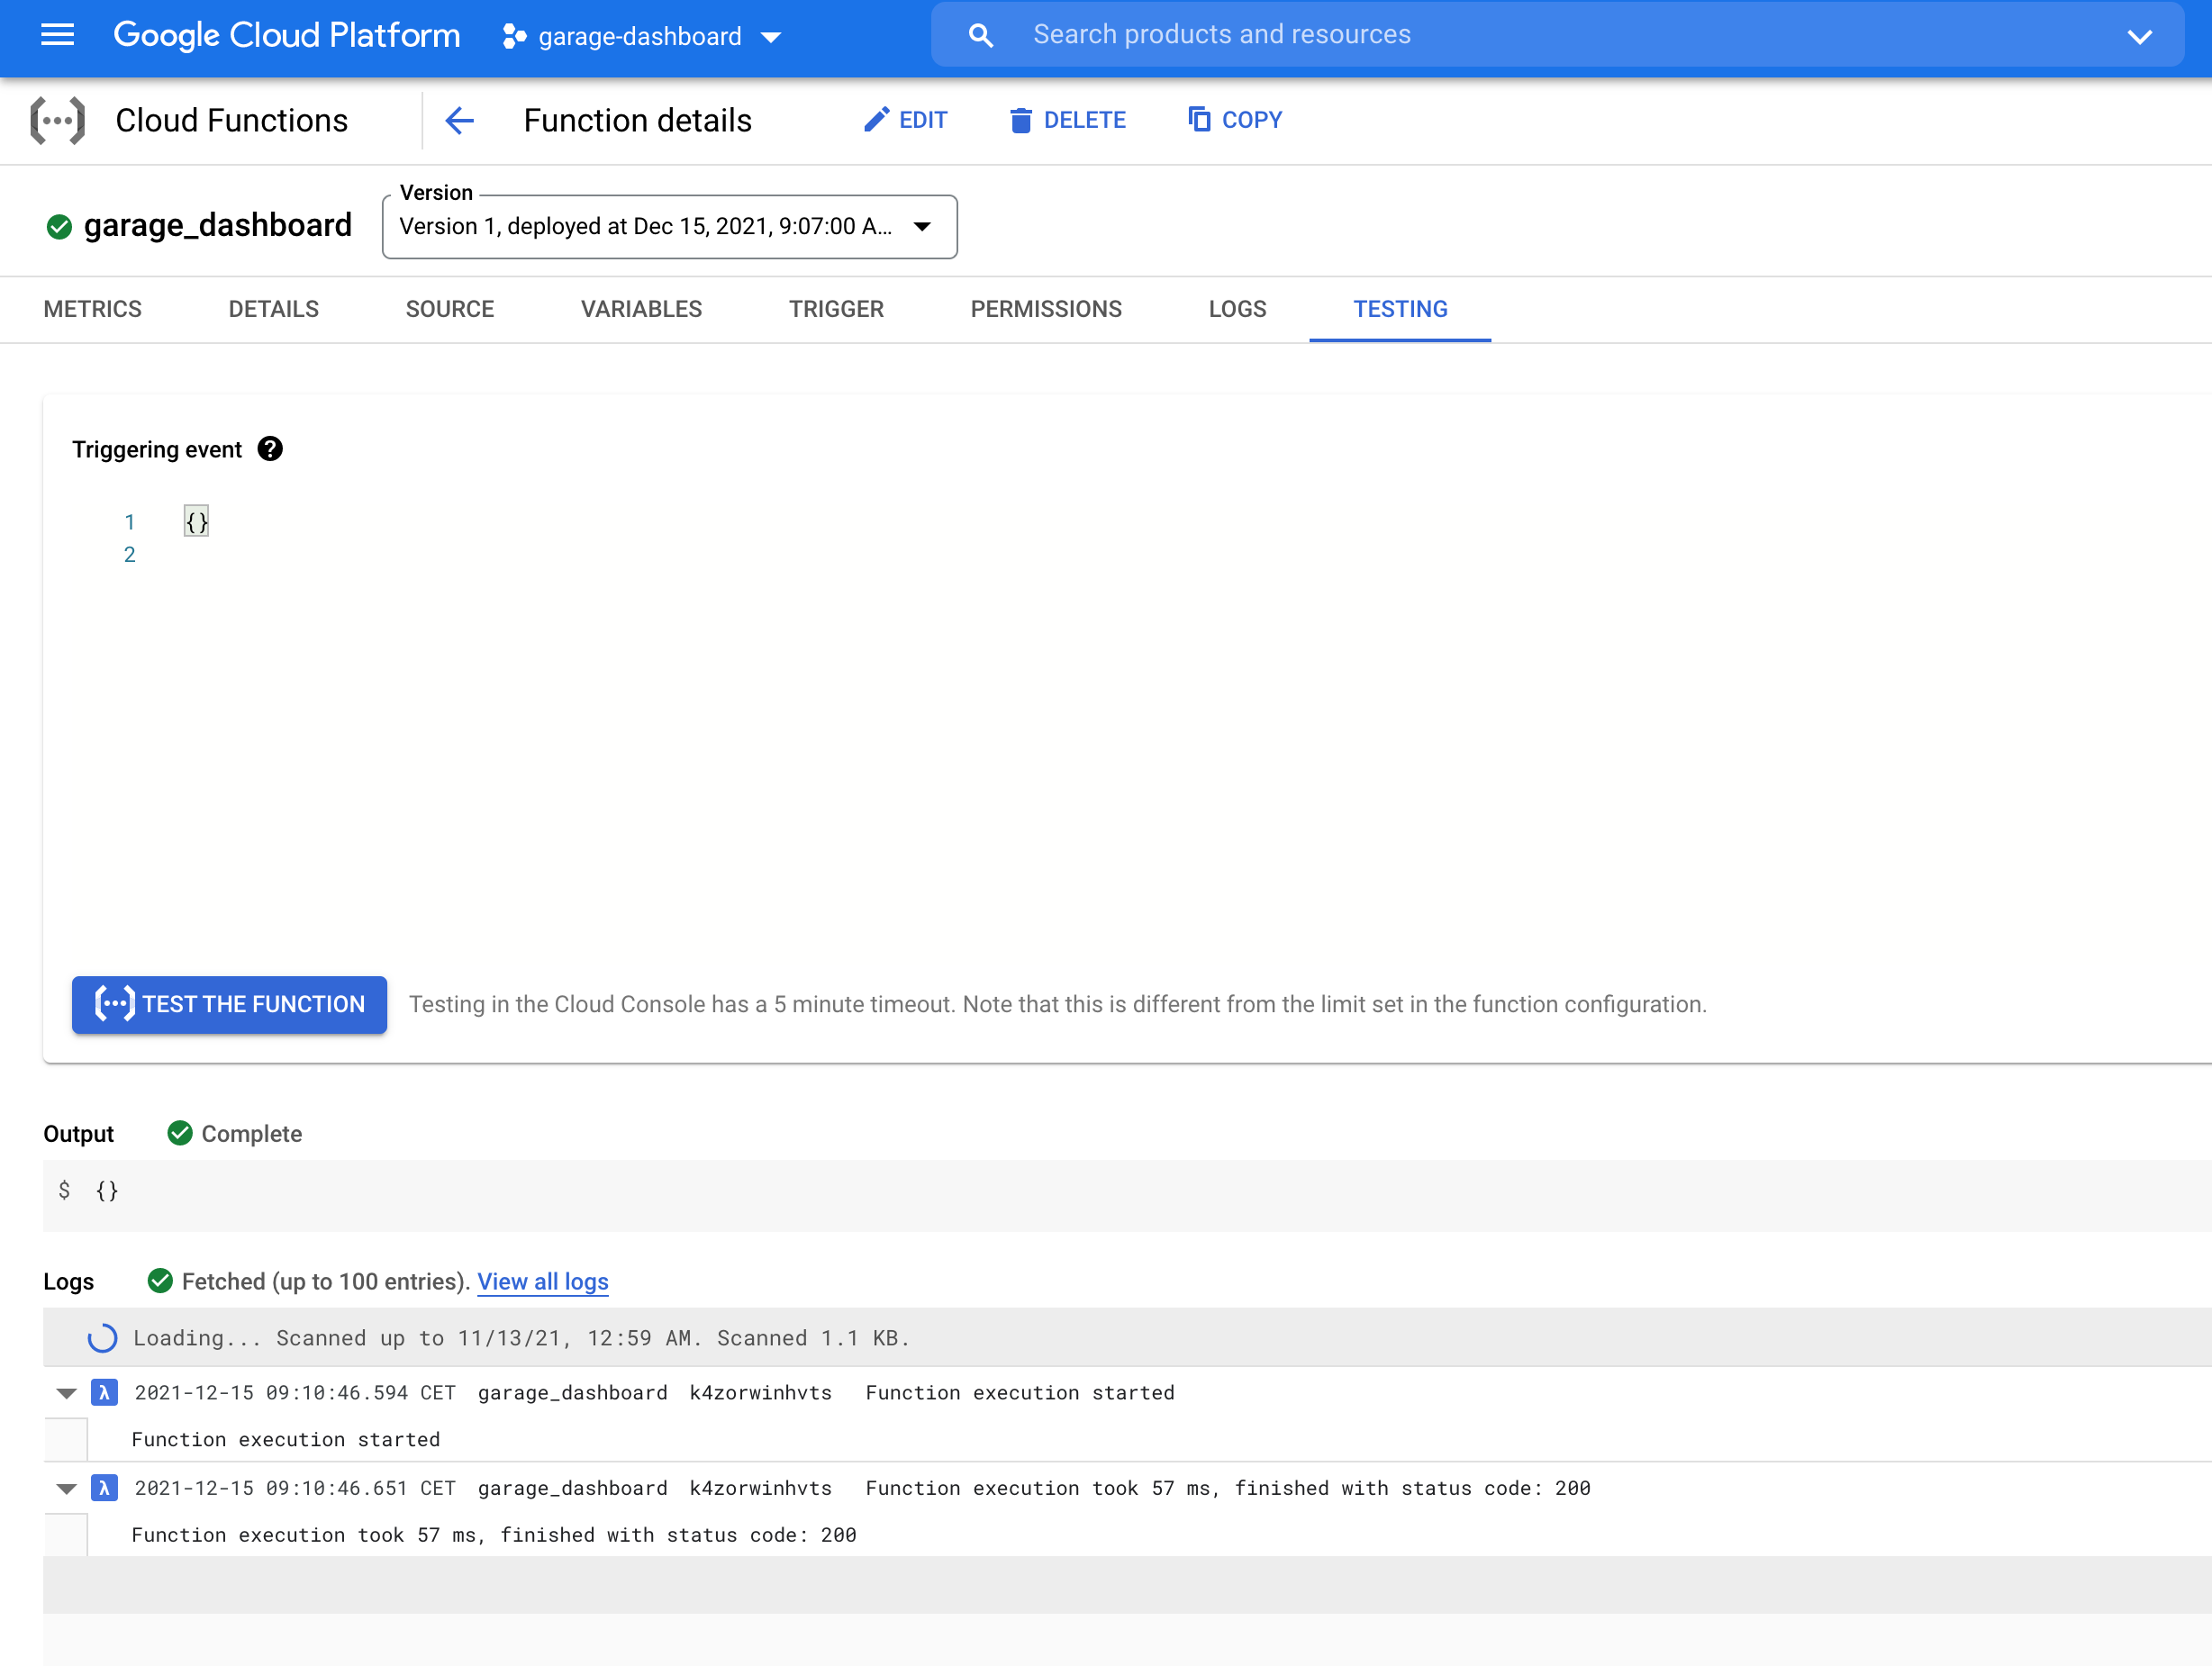 Google Cloud Platform garage-dashboard Search products and resources
Cloud Functions Function details EDIT DELETE COPY
garage_dashboard Version
Version 1, deployed at Dec 15, 2021, 9:07:00 A...
METRICS DETAILS SOURCE VARIABLES TRIGGER PERMISSIONS LOGS TESTING
Triggering event ?
1 {}
2
TEST THE FUNCTION Testing in the Cloud Console has a 5 minute timeout. Note that this is different from the limit set in the function configuration.
Output Complete
$ {}
Logs Fetched (up to 100 entries). View all logs
Loading... Scanned up to 11/13/21, 12:59 AM. Scanned 1.1 KB.
λ 2021-12-15 09:10:46.594 CET garage_dashboard k4zorwinhvts Function execution started
Function execution started
λ 2021-12-15 09:10:46.651 CET garage_dashboard k4zorwinhvts Function execution took 57 ms, finished with status code: 200
Function execution took 57 ms, finished with status code: 200